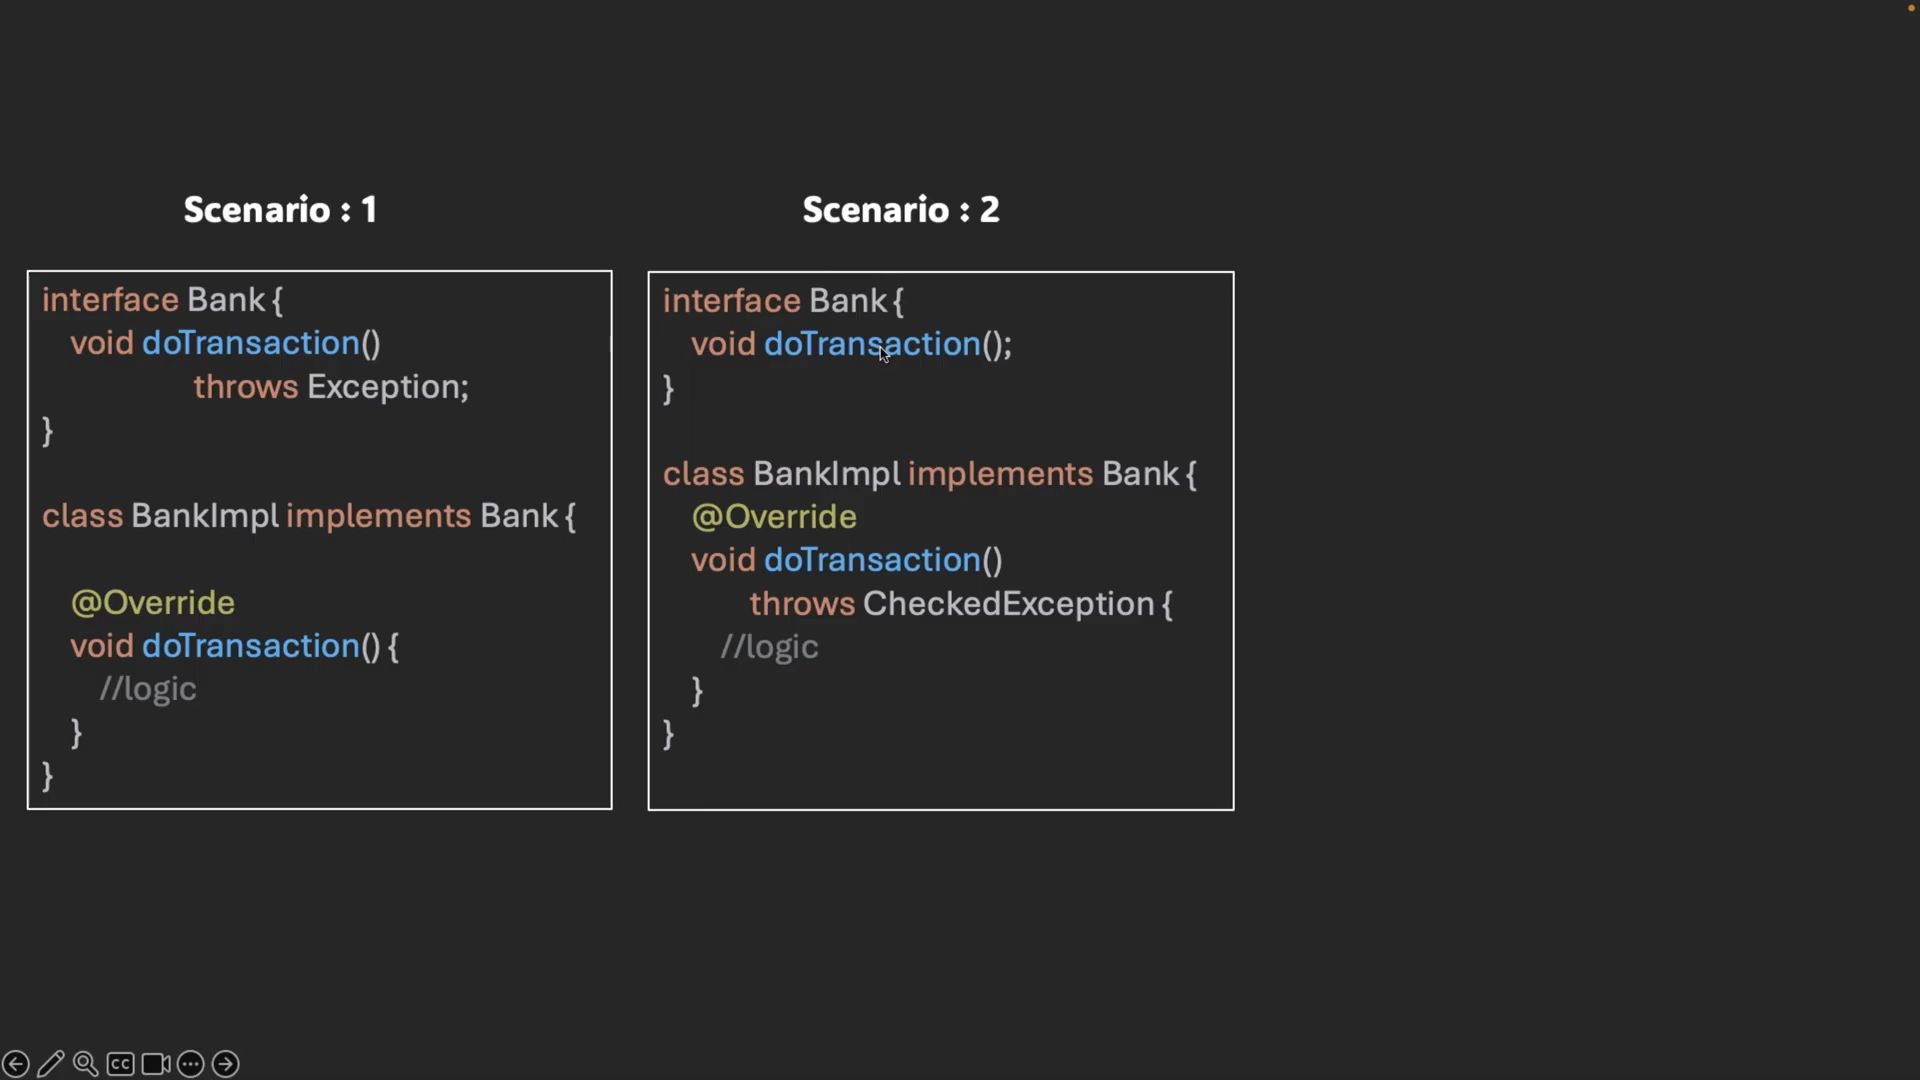 Scenario : 1
interface Bank {
void doTransaction()
throws Exception;
}
class BankImpl implements Bank {
@Override
void doTransaction() {
//logic
}
}
Scenario : 2
interface Bank {
void doTransaction();
}
class BankImpl implements Bank {
@Override
void doTransaction()
throws CheckedException {
//logic
}
}
CC